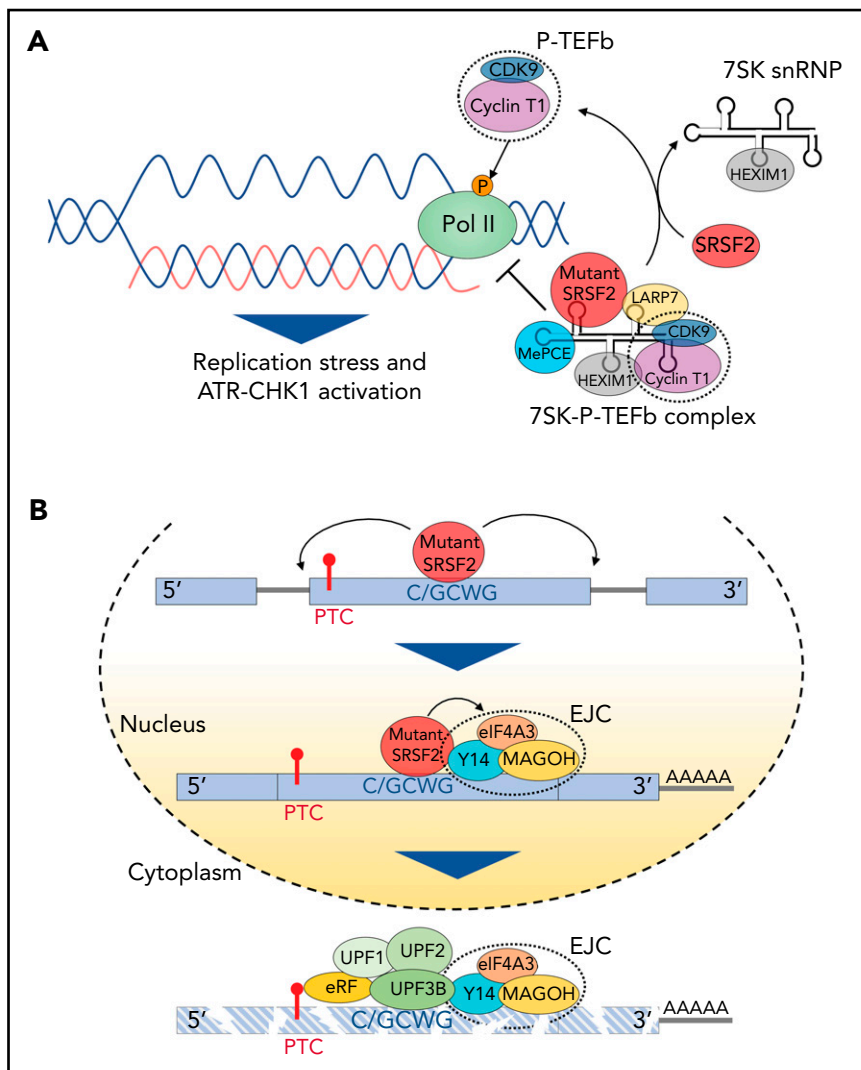 A
P-TEFb
CDK9
Cyclin T1
7SK snRNP
HEXIM1
P
Pol II
SRSF2
Mutant
SRSF2
LARP7
CDK9
MePCE
HEXIM1
Cyclin T1
7SK-P-TEFb complex
Replication stress and
ATR-CHK1 activation
B
Mutant
SRSF2
5′
C/GCWG
3′
PTC
Nucleus
Mutant
SRSF2
eIF4A3
EJC
Y14
MAGOH
5′
C/GCWG
3′
AAAAA
PTC
Cytoplasm
UPF1
UPF2
eIF4A3
EJC
eRF
UPF3B
Y14
MAGOH
5′
C/GCWG
3′
AAAAA
PTC